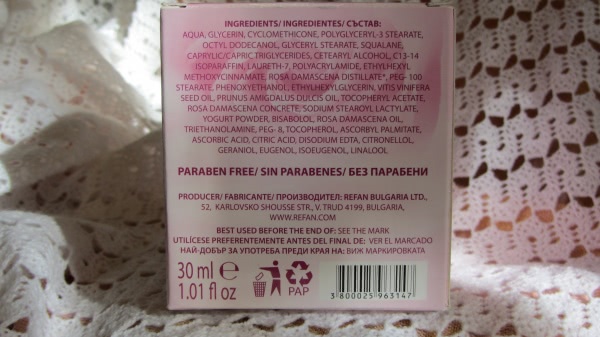 INGREDIENTS/ INGREDIENTES/ СЪСТАВ:
AQUA, GLYCERIN, CYCLOMETHICONE, POLYGLYCERYL-3 STEARATE,
OCTYL DODECANOL, GLYCERYL STEARATE, SQUALANE,
CAPRYLIC/CAPRIC TRIGLYCERIDES, CETEARYL ALCOHOL, C13-14
ISOPARAFFIN, LAURETH-7, POLYACRYLAMIDE, ETHYLHEXYL
METHOXYCINNAMATE, ROSA DAMASCENA DISTILLATE*, PEG- 100
STEARATE, PHENOXYETHANOL, ETHYLHEXYLGLYCERIN, VITIS VINIFERA
SEED OIL, PRUNUS AMIGDALUS DULCIS OIL, TOCOPHERYL ACETATE,
ROSA DAMASCENA CONCRETE, SODIUM STEAROYL LACTYLATE,
YOGURT POWDER, BISABOLOL, ROSA DAMASCENA OIL,
TRIETHANOLAMINE, PEG- 8, TOCOPHEROL, ASCORBYL PALMITATE,
ASCORBIC ACID, CITRIC ACID, DISODIUM EDTA, CITRONELLOL,
GERANIOL, EUGENOL, ISOEUGENOL, LINALOOL
PARABEN FREE/ SIN PARABENES/ БЕЗ ПАРАБЕНИ
PRODUCER/ FABRICANTE/ ПРОИЗВОДИТЕЛ: REFAN BULGARIA LTD.,
52, KARLOVSKO SHOUSSE STR., V. TRUD 4199, BULGARIA,
WWW.REFAN.COM
BEST USED BEFORE THE END OF: SEE THE MARK
UTILÍCESE PREFERENTEMENTE ANTES DEL FINAL DE: VER EL MARCADO
НАЙ-ДОБЪР ЗА УПОТРЕБА ПРЕДИ КРАЯ НА: ВИЖ МАРКИРОВКАТА
30 ml ℮
1.01 fl oz
PAP
3 800025 963147